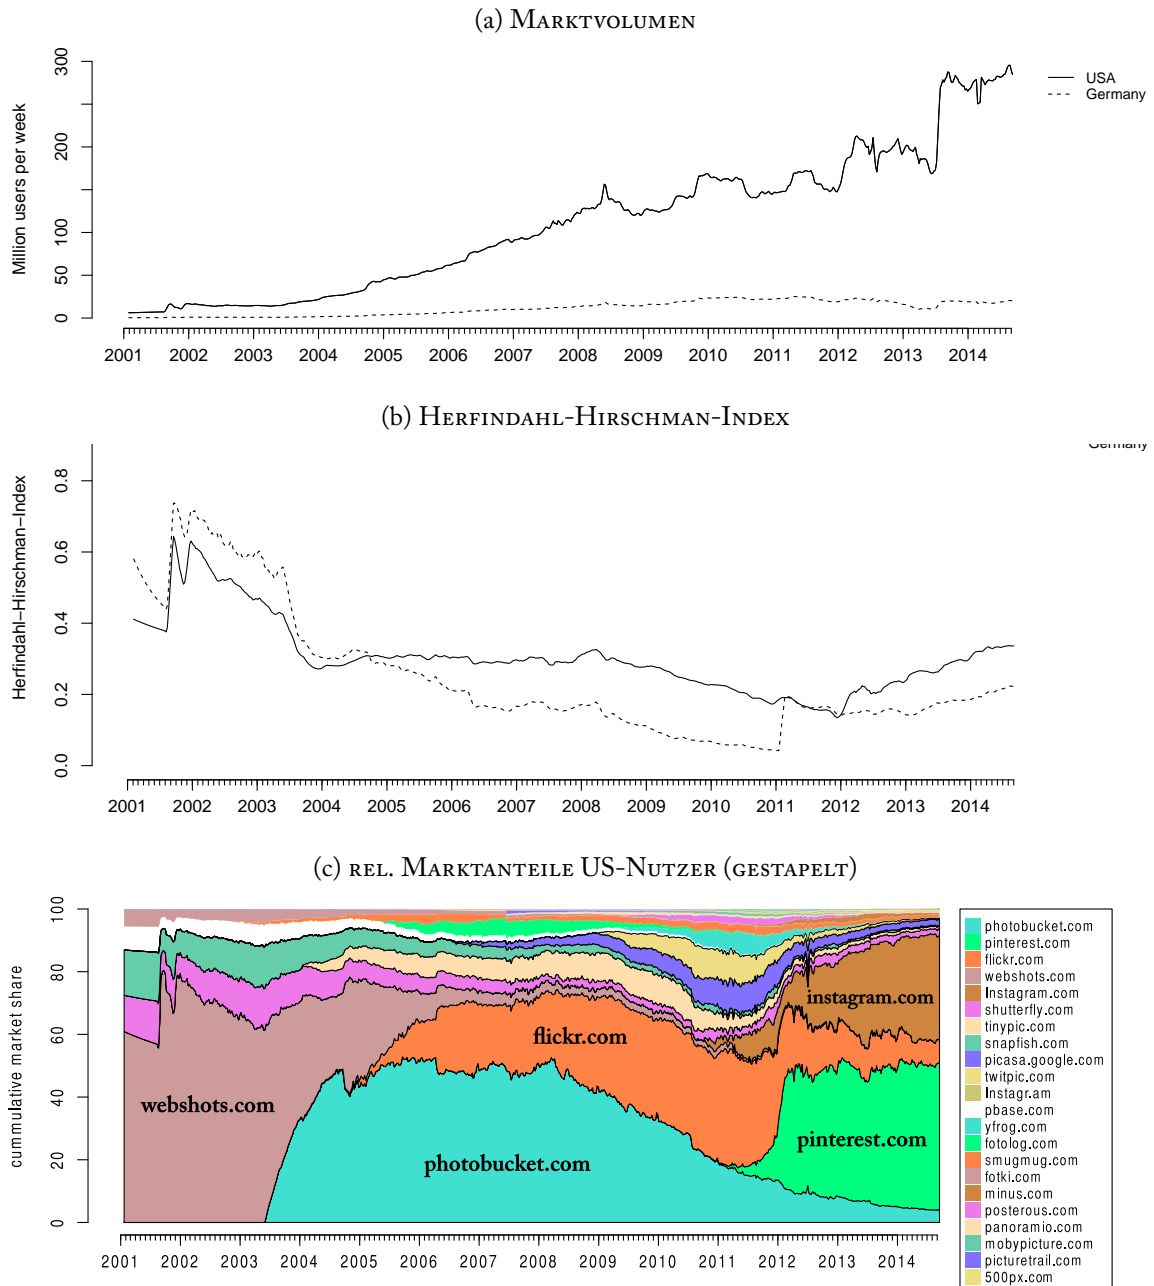 (a) Marktvolumen
Million users per week
0 50 100 200 300
USA
Germany
2001 2002 2003 2004 2005 2006 2007 2008 2009 2010 2011 2012 2013 2014
(b) Herfindahl-Hirschman-Index
Germany
Herfindahl-Hirschman-Index
0.0 0.2 0.4 0.6 0.8
2001 2002 2003 2004 2005 2006 2007 2008 2009 2010 2011 2012 2013 2014
(c) rel. Marktanteile US-Nutzer (gestapelt)
cummulative market share
0 20 40 60 80 100
webshots.com
photobucket.com
flickr.com
instagram.com
pinterest.com
2001 2002 2003 2004 2005 2006 2007 2008 2009 2010 2011 2012 2013 2014
photobucket.com
pinterest.com
flickr.com
webshots.com
Instagram.com
shutterfly.com
tinypic.com
snapfish.com
picasa.google.com
twitpic.com
Instagr.am
pbase.com
yfrog.com
fotolog.com
smugmug.com
fotki.com
minus.com
posterous.com
panoramio.com
mobypicture.com
picturetrail.com
500px.com